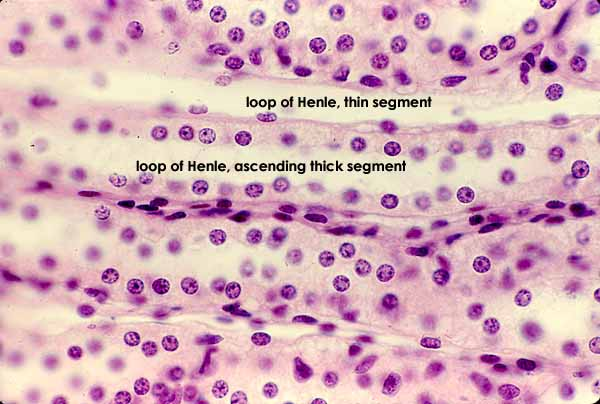 loop of Henle, thin segment
loop of Henle, ascending thick segment